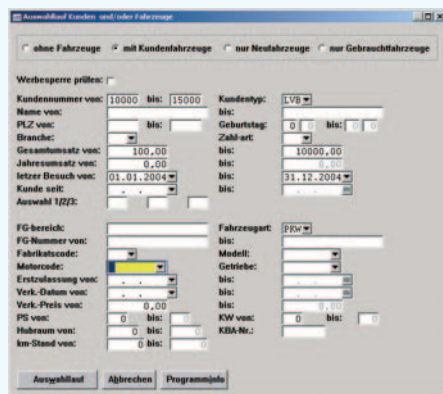 Auswahllauf Kunden und/oder Fahrzeuge
ohne Fahrzeuge mit Kundenfahrzeuge nur Neufahrzeuge nur Gebrauchtfahrzeuge
Werbesperre prüfen:
Kundennummer von: 10000 bis: 15000 Kundentyp: LVB
Name von: bis:
PLZ von: bis: Geburtstag: 0 0 bis: 0 0
Branche: Zahl-art:
Gesamtumsatz von: 100,00 bis: 10000,00
Jahresumsatz von: 0,00 bis: 0,00
letzer Besuch von: 01.01.2004 bis: 31.12.2004
Kunde seit: . . bis: . .
Auswahl 1/2/3:
FG-bereich: Fahrzeugart: PKW
FG-Nummer von: bis:
Fabrikatscode: Modell:
Motorcode: Getriebe:
Erstzulassung von: . . bis: . .
Verk.-Datum von: . . bis: . .
Verk.-Preis von: 0,00 bis: 0,00
PS von: 0 bis: 0 KW von: 0 bis: 0
Hubraum von: 0 bis: 0 KBA-Nr.:
km-Stand von: 0 bis: 0
Auswahllauf Abbrechen Programminfo